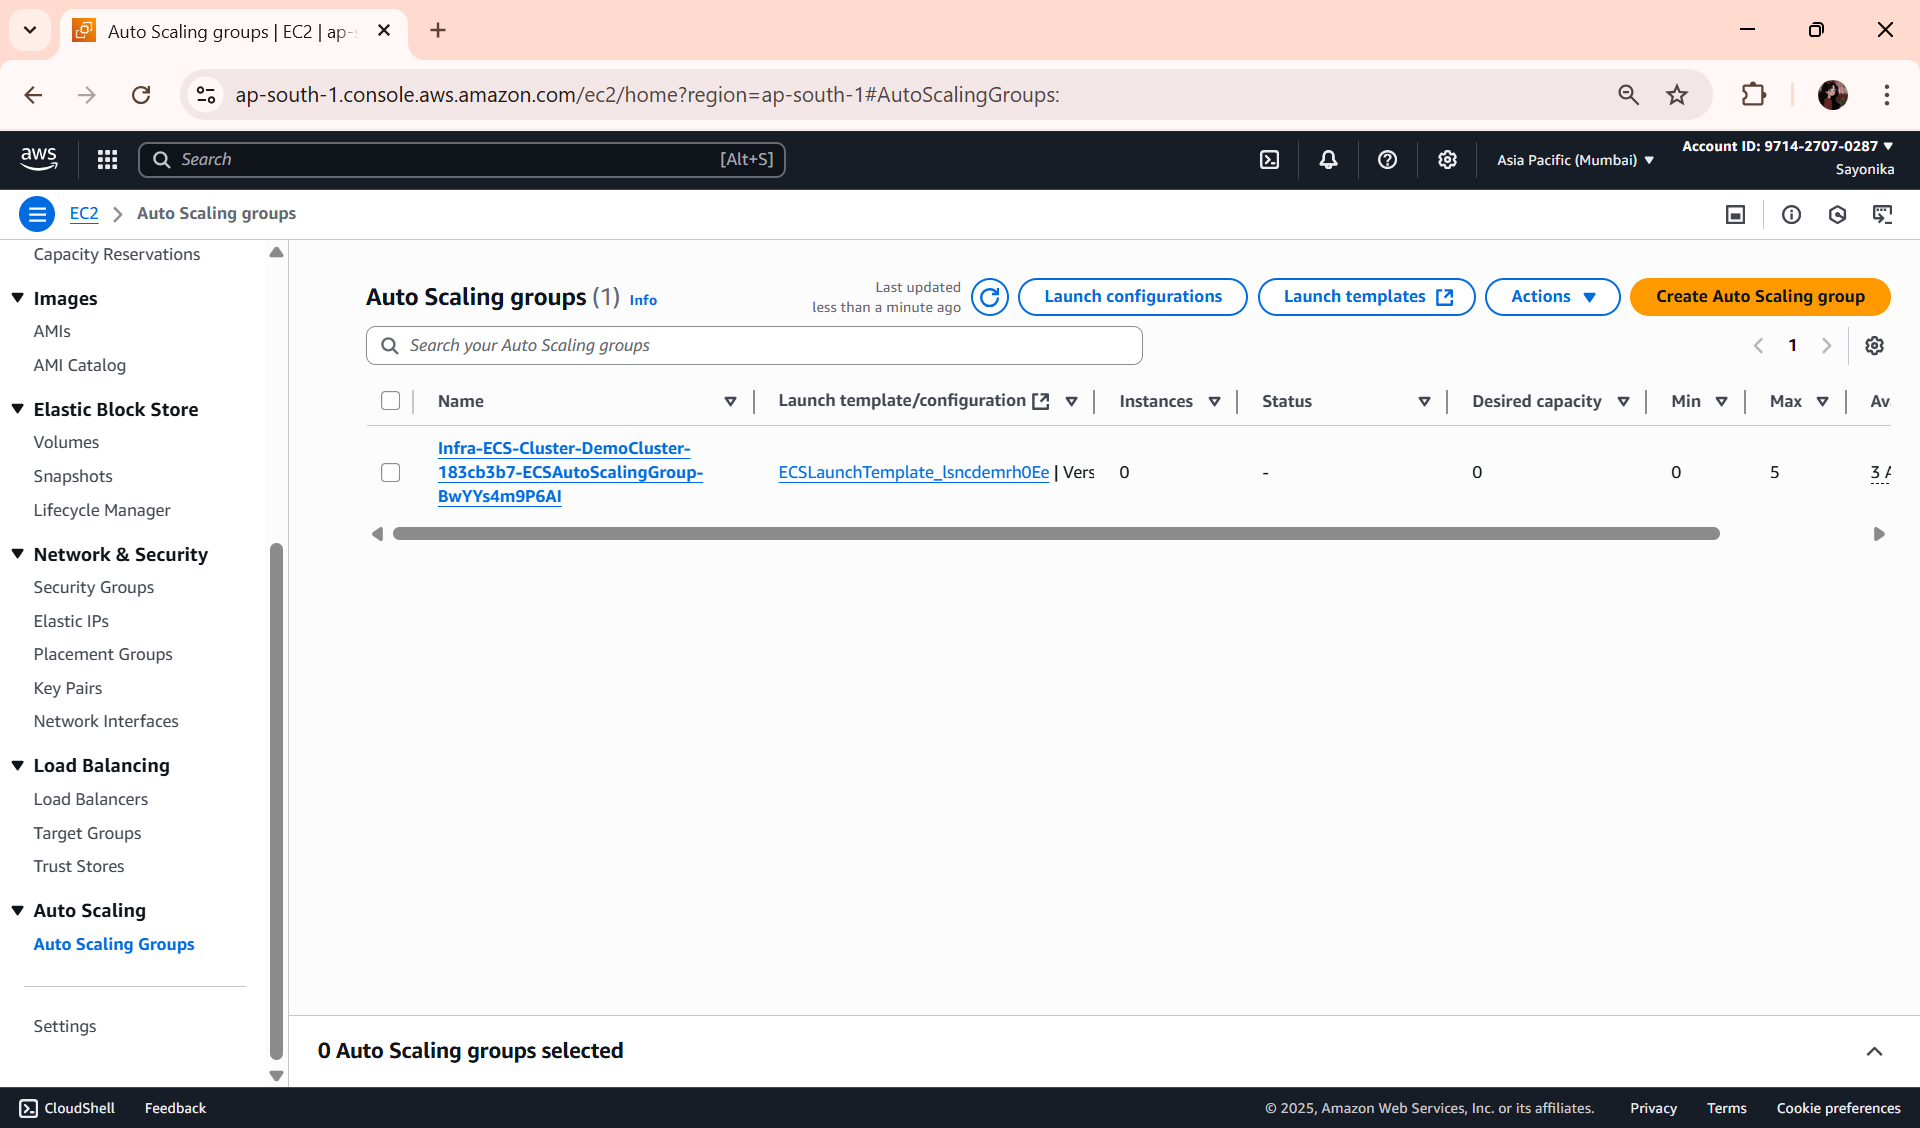 Auto Scaling groups | EC2 | ap-s
ap-south-1.console.aws.amazon.com/ec2/home?region=ap-south-1#AutoScalingGroups:
aws
Search
[Alt+S]
Asia Pacific (Mumbai)
Account ID: 9714-2707-0287
Sayonika
EC2
Auto Scaling groups
Capacity Reservations
Images
AMIs
AMI Catalog
Elastic Block Store
Volumes
Snapshots
Lifecycle Manager
Network & Security
Security Groups
Elastic IPs
Placement Groups
Key Pairs
Network Interfaces
Load Balancing
Load Balancers
Target Groups
Trust Stores
Auto Scaling
Auto Scaling Groups
Settings
Auto Scaling groups (1) Info
Last updated
less than a minute ago
Launch configurations
Launch templates
Actions
Create Auto Scaling group
Search your Auto Scaling groups
1
Name Launch template/configuration Instances Status Desired capacity Min Max Av
Infra-ECS-Cluster-DemoCluster-
183cb3b7-ECSAutoScalingGroup-
BwYYs4m9P6AI
ECSLaunchTemplate_lsncdemrh0Ee | Vers 0 - 0 0 5 3 A
0 Auto Scaling groups selected
CloudShell Feedback
© 2025, Amazon Web Services, Inc. or its affiliates. Privacy Terms Cookie preferences